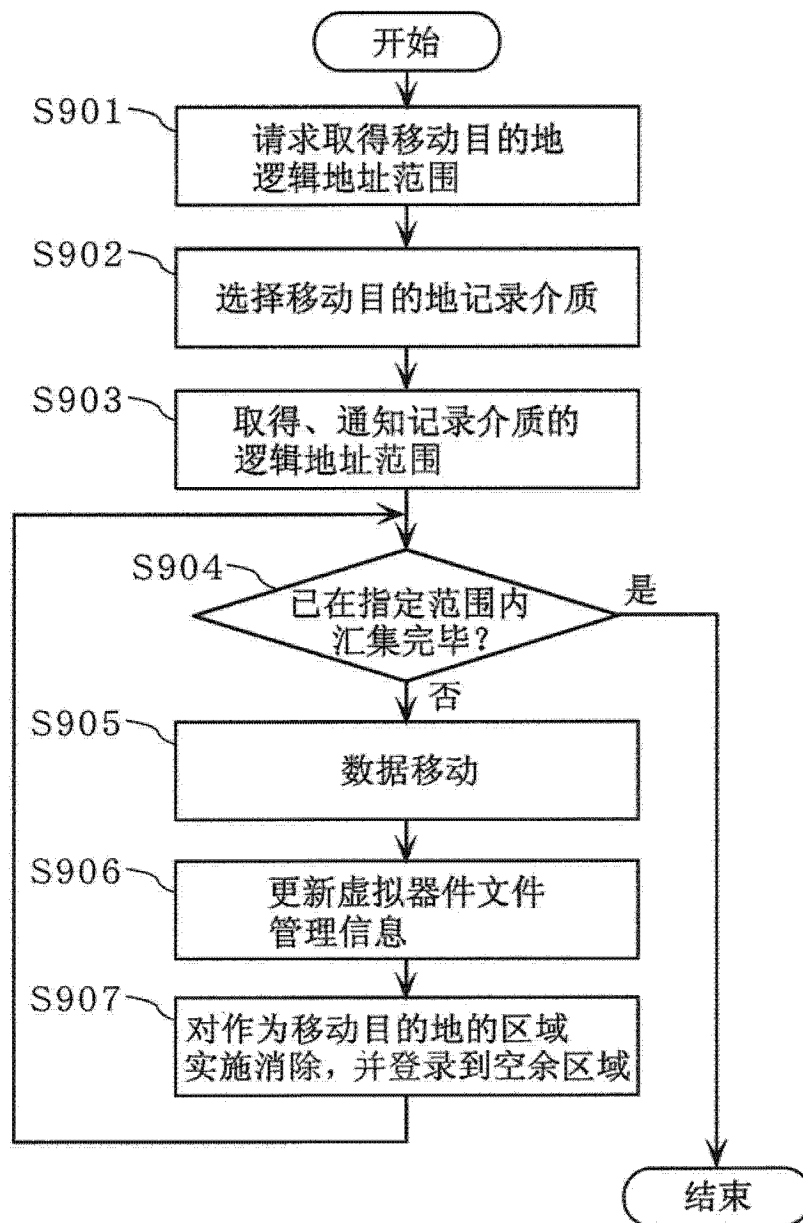 开始
S901
请求取得移动目的地
逻辑地址范围
S902
选择移动目的地记录介质
S903
取得、通知记录介质的
逻辑地址范围
S904
已在指定范围内
汇集完毕？
是
否
S905
数据移动
S906
更新虚拟器件文件
管理信息
S907
对作为移动目的地的区域
实施消除，并登录到空余区域
结束